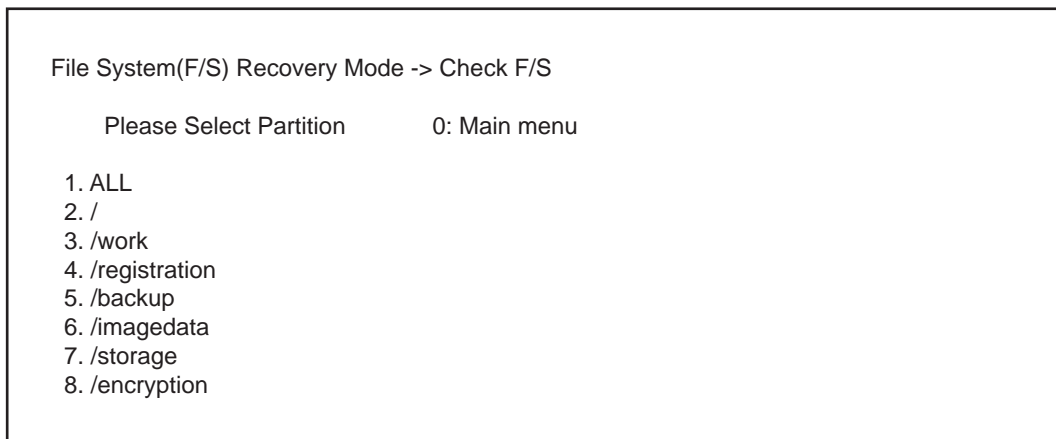 File System(F/S) Recovery Mode -> Check F/S
Please Select Partition 0: Main menu
1. ALL
2. /
3. /work
4. /registration
5. /backup
6. /imagedata
7. /storage
8. /encryption